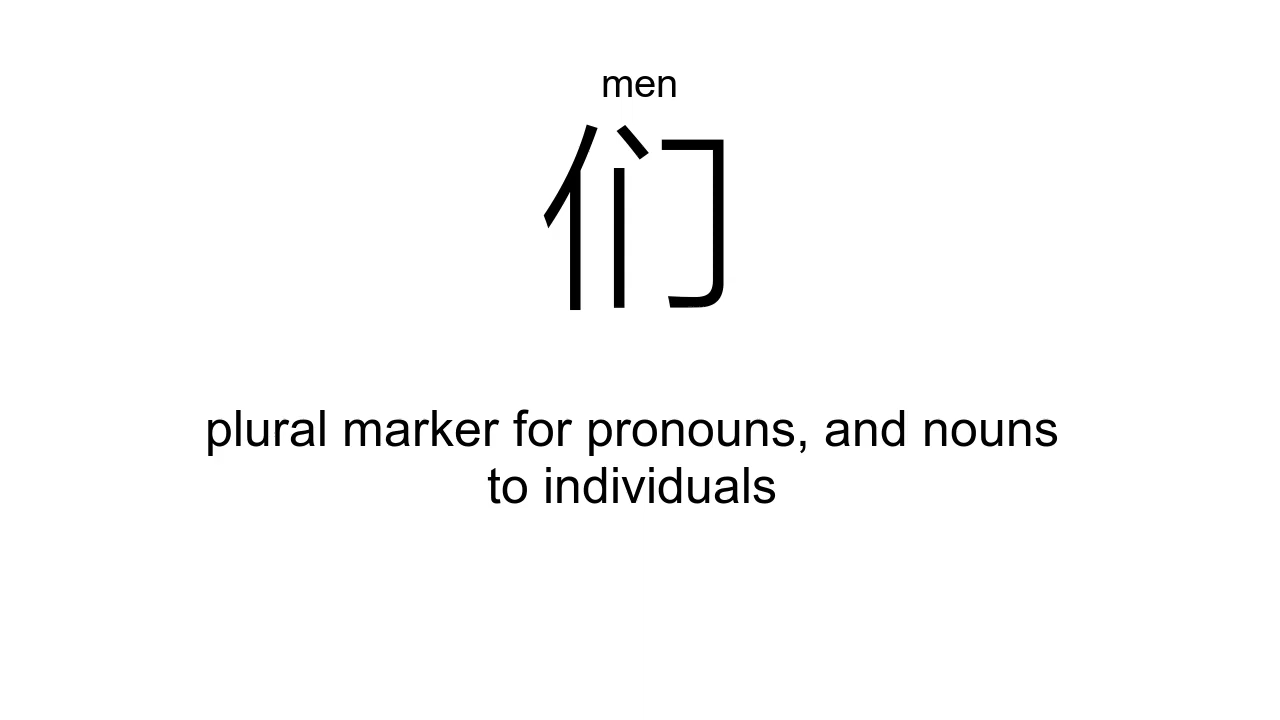 men
们
plural marker for pronouns, and nouns
to individuals